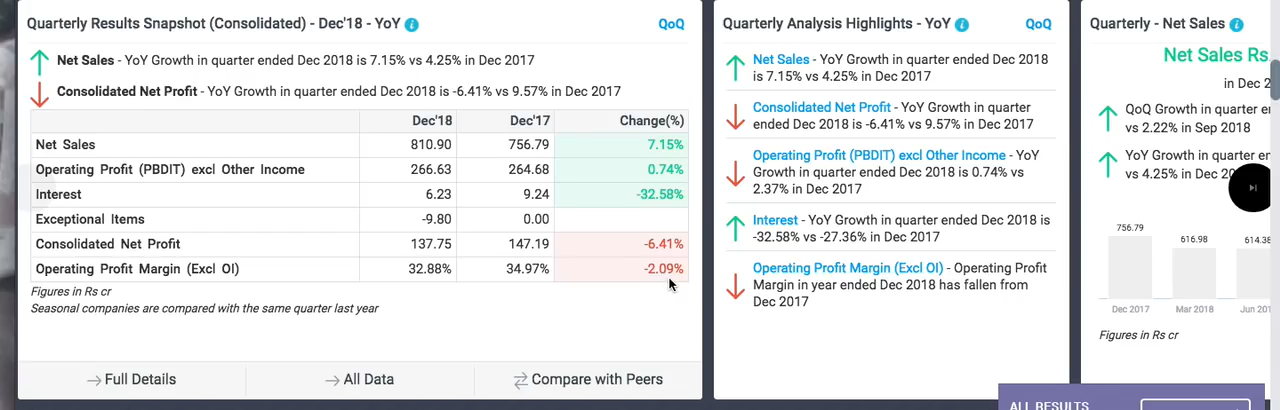 Quarterly Results Snapshot (Consolidated) - Dec'18 - YoY
QoQ
Net Sales - YoY Growth in quarter ended Dec 2018 is 7.15% vs 4.25% in Dec 2017
Consolidated Net Profit - YoY Growth in quarter ended Dec 2018 is -6.41% vs 9.57% in Dec 2017
Dec'18 Dec'17 Change(%)
Net Sales 810.90 756.79 7.15%
Operating Profit (PBDIT) excl Other Income 266.63 264.68 0.74%
Interest 6.23 9.24 -32.58%
Exceptional Items -9.80 0.00
Consolidated Net Profit 137.75 147.19 -6.41%
Operating Profit Margin (Excl OI) 32.88% 34.97% -2.09%
Figures in Rs cr
Seasonal companies are compared with the same quarter last year
Full Details
All Data
Compare with Peers
Quarterly Analysis Highlights - YoY
QoQ
Net Sales - YoY Growth in quarter ended Dec 2018
is 7.15% vs 4.25% in Dec 2017
Consolidated Net Profit - YoY Growth in quarter
ended Dec 2018 is -6.41% vs 9.57% in Dec 2017
Operating Profit (PBDIT) excl Other Income - YoY
Growth in quarter ended Dec 2018 is 0.74% vs
2.37% in Dec 2017
Interest - YoY Growth in quarter ended Dec 2018 is
-32.58% vs -27.36% in Dec 2017
Operating Profit Margin (Excl OI) - Operating Profit
Margin in year ended Dec 2018 has fallen from
Dec 2017
Quarterly - Net Sales
Net Sales Rs
in Dec 2
QoQ Growth in quarter
vs 2.22% in Sep 2018
YoY Growth in quarter
vs 4.25% in Dec
756.79
616.98
614.38
Dec 2017
Mar 2018
Jun
Figures in Rs cr
ALL RESULTS